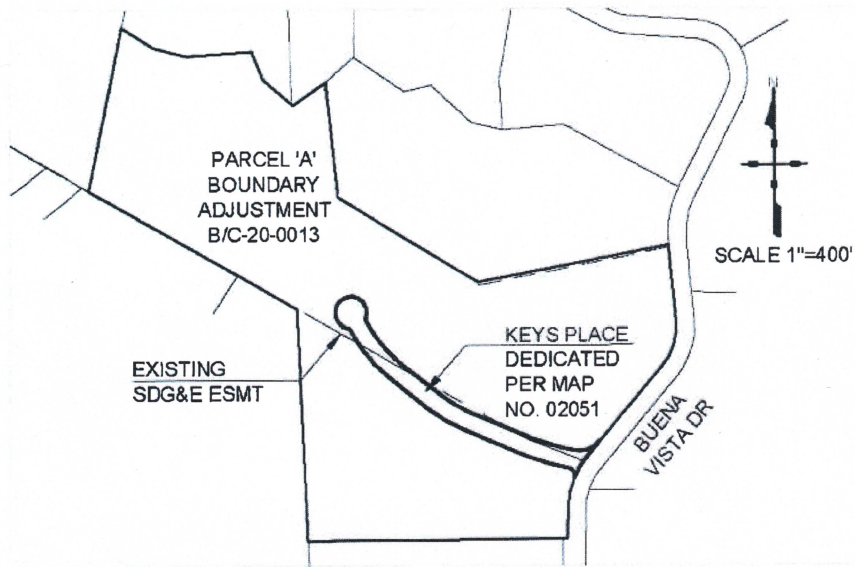 PARCEL 'A'
BOUNDARY
ADJUSTMENT
B/C-20-0013
N
SCALE 1"=400'
KEYS PLACE
DEDICATED
PER MAP
NO. 02051
EXISTING
SDG&E ESMT
BUENA
VISTA DR